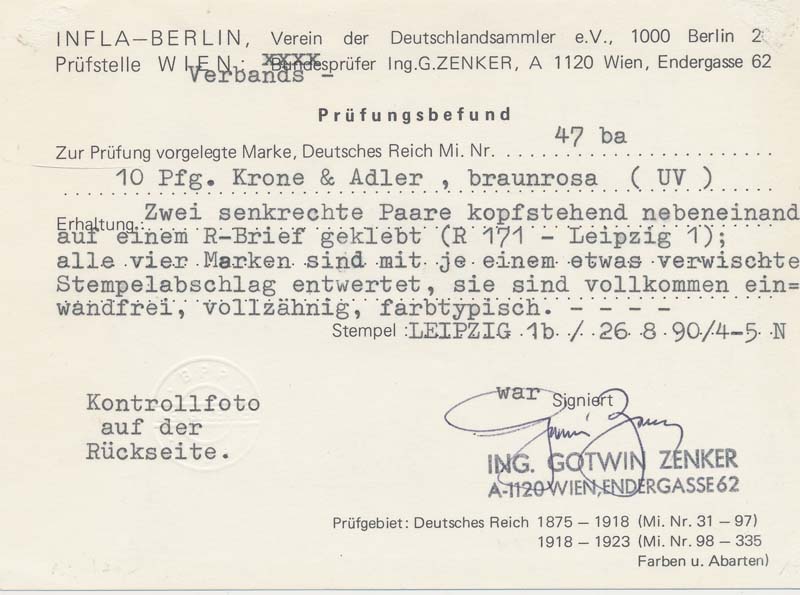 INFLA–BERLIN, Verein der Deutschlandsammler e.V., 1000 Berlin 2
Prüfstelle WIEN: Bundesprüfer Ing.G.ZENKER, A 1120 Wien, Endergasse 62
Verbands -
Prüfungsbefund
Zur Prüfung vorgelegte Marke, Deutsches Reich Mi. Nr. 47 ba
10 Pfg. Krone & Adler , braunrosa ( UV )
Erhaltung: Zwei senkrechte Paare kopfstehend nebeneinand
auf einem R-Brief geklebt (R 171 - Leipzig 1);
alle vier Marken sind mit je einem etwas verwischte
Stempelabschlag entwertet, sie sind vollkommen ein=
wandfrei, vollzähnig, farbtypisch. - - - -
Stempel : LEIPZIG 1b / 26 8 90/4-5 N
BPP
Kontrollfoto
auf der
Rückseite.
war Signiert
ING. GOTWIN ZENKER
A-1120 WIEN, ENDERGASSE 62
Prüfgebiet: Deutsches Reich 1875 – 1918 (Mi. Nr. 31 – 97)
1918 – 1923 (Mi. Nr. 98 – 335
Farben u. Abarten)